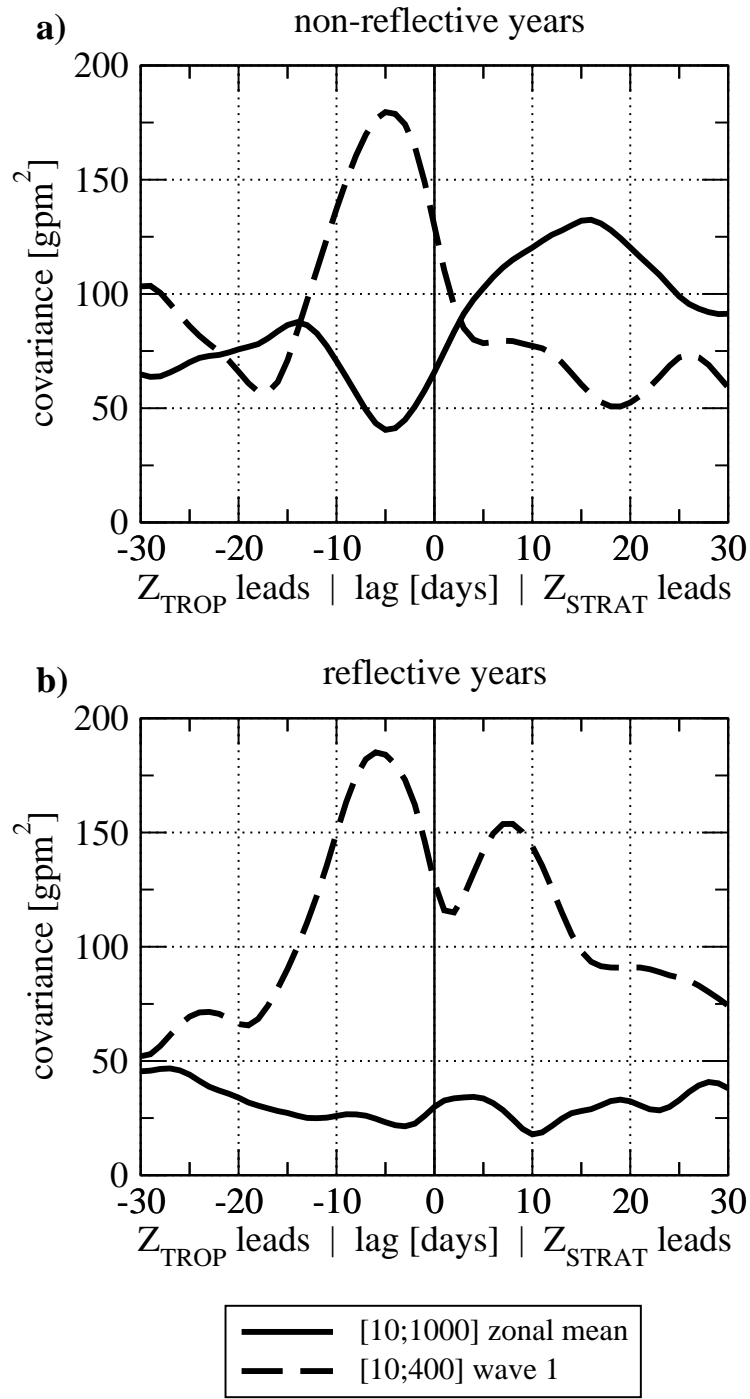 a) non-reflective years
200
150
100
50
0
covariance [gpm²]
-30 -20 -10 0 10 20 30
Z_TROP leads | lag [days] | Z_STRAT leads
b) reflective years
200
150
100
50
0
covariance [gpm²]
-30 -20 -10 0 10 20 30
Z_TROP leads | lag [days] | Z_STRAT leads
[10;1000] zonal mean
[10;400] wave 1